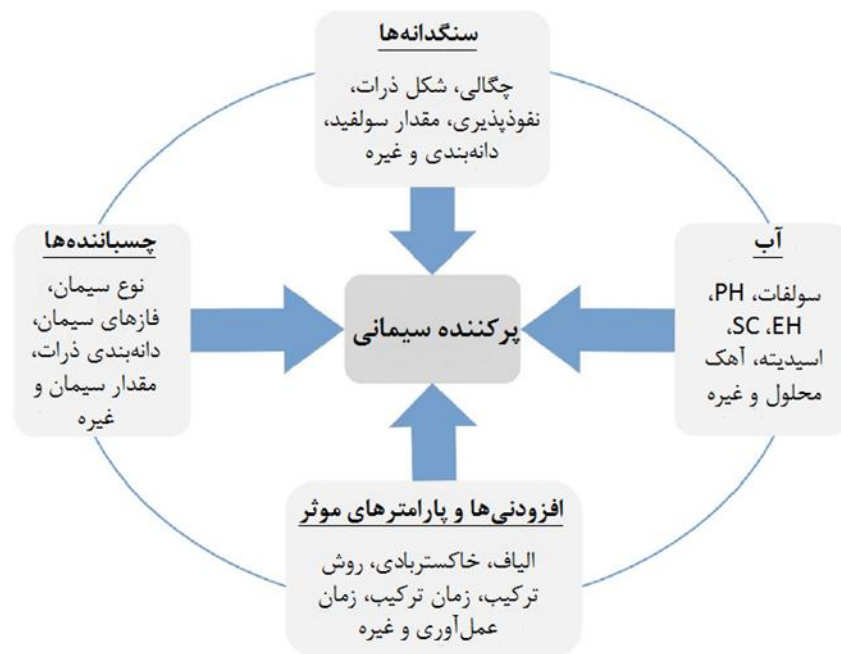 سنگدانه‌ها
چگالی، شکل ذرات،
نفوذپذیری، مقدار سولفید،
دانه‌بندی و غیره
آب
سولفات، PH،
EH، SC،
اسیدیته، آهک
محلول و غیره
پرکننده سیمانی
چسباننده‌ها
نوع سیمان،
فازهای سیمان،
دانه‌بندی ذرات،
مقدار سیمان و
غیره
افزودنی‌ها و پارامترهای موثر
الیاف، خاکستربادی، روش
ترکیب، زمان ترکیب، زمان
عمل‌آوری و غیره